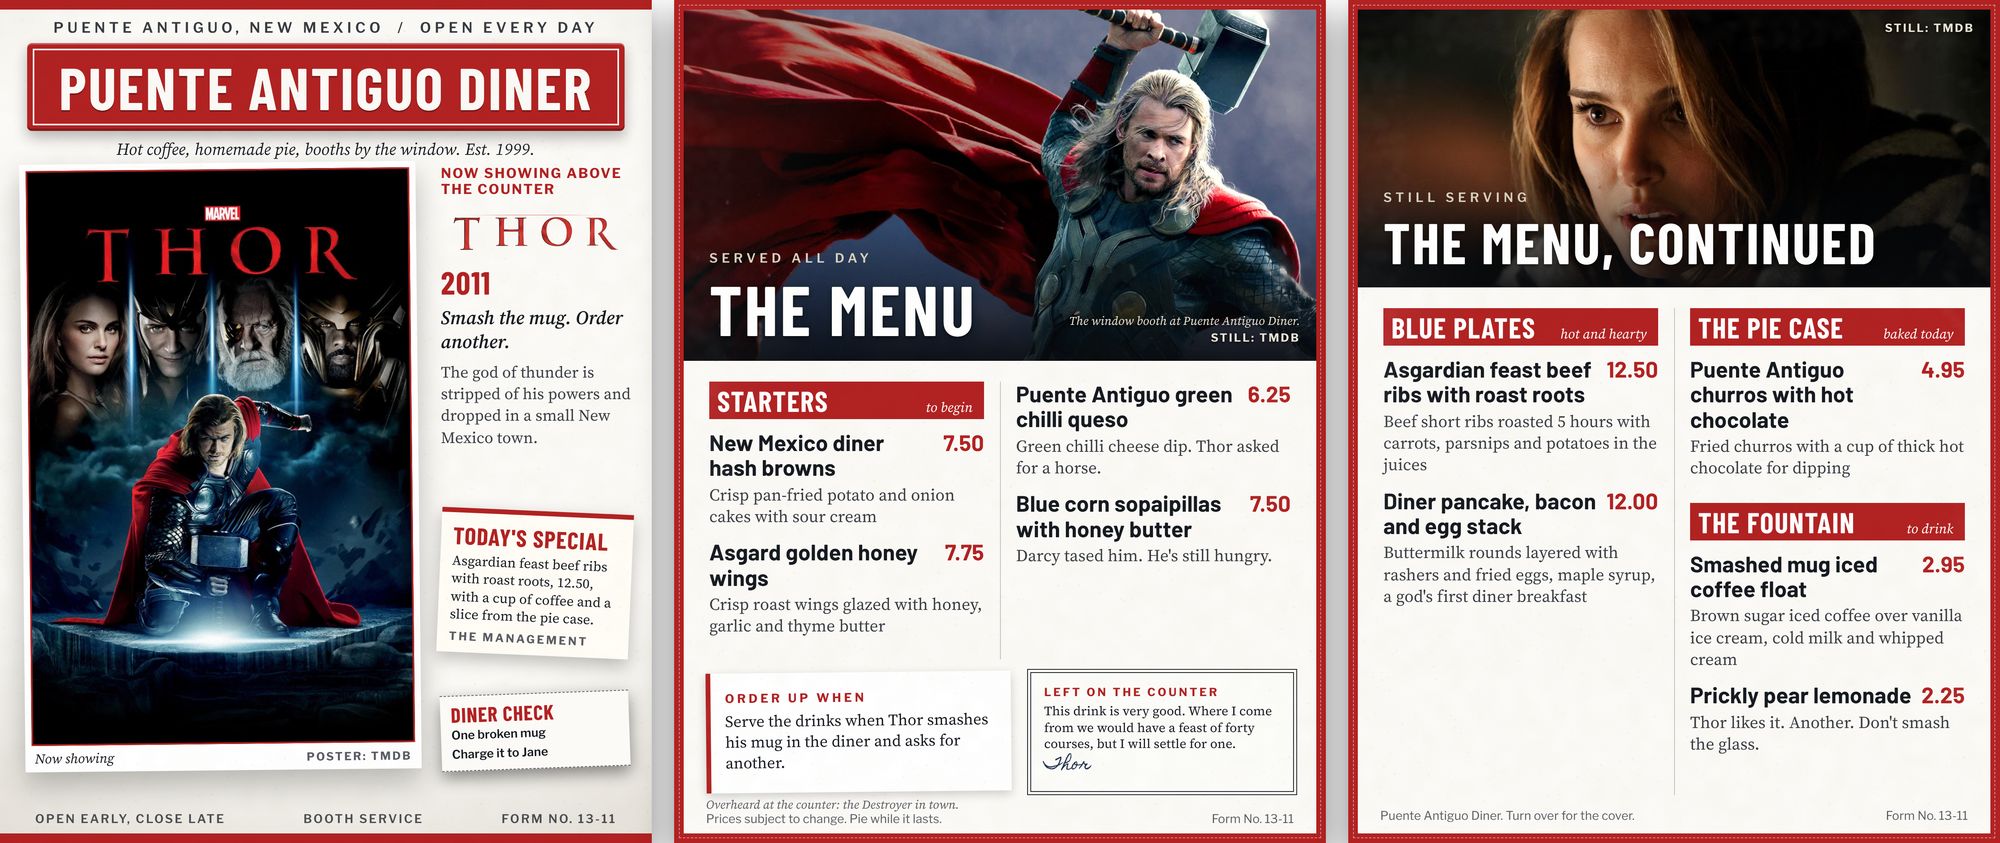 PUENTE ANTIGUO, NEW MEXICO / OPEN EVERY DAY
PUENTE ANTIGUO DINER
Hot coffee, homemade pie, booths by the window. Est. 1999.
MARVEL
THOR
Now showing
POSTER: TMDB
NOW SHOWING ABOVE
THE COUNTER
THOR
2011
Smash the mug. Order
another.
The god of thunder is
stripped of his powers and
dropped in a small New
Mexico town.
TODAY'S SPECIAL
Asgardian feast beef ribs
with roast roots, 12.50,
with a cup of coffee and a
slice from the pie case.
THE MANAGEMENT
DINER CHECK
One broken mug
Charge it to Jane
OPEN EARLY, CLOSE LATE
BOOTH SERVICE
FORM NO. 13-11
SERVED ALL DAY
THE MENU
The window booth at Puente Antiguo Diner.
STILL: TMDB
STARTERS
to begin
New Mexico diner 7.50
hash browns
Crisp pan-fried potato and onion
cakes with sour cream
Asgard golden honey 7.75
wings
Crisp roast wings glazed with honey,
garlic and thyme butter
Puente Antiguo green 6.25
chilli queso
Green chilli cheese dip. Thor asked
for a horse.
Blue corn sopaipillas 7.50
with honey butter
Darcy tased him. He's still hungry.
ORDER UP WHEN
Serve the drinks when Thor smashes
his mug in the diner and asks for
another.
LEFT ON THE COUNTER
This drink is very good. Where I come
from we would have a feast of forty
courses, but I will settle for one.
Thor
Overheard at the counter: the Destroyer in town.
Prices subject to change. Pie while it lasts.
Form No. 13-11
STILL: TMDB
STILL SERVING
THE MENU, CONTINUED
BLUE PLATES
hot and hearty
Asgardian feast beef 12.50
ribs with roast roots
Beef short ribs roasted 5 hours with
carrots, parsnips and potatoes in the
juices
Diner pancake, bacon 12.00
and egg stack
Buttermilk rounds layered with
rashers and fried eggs, maple syrup,
a god's first diner breakfast
THE PIE CASE
baked today
Puente Antiguo 4.95
churros with hot
chocolate
Fried churros with a cup of thick hot
chocolate for dipping
THE FOUNTAIN
to drink
Smashed mug iced 2.95
coffee float
Brown sugar iced coffee over vanilla
ice cream, cold milk and whipped
cream
Prickly pear lemonade 2.25
Thor likes it. Another. Don't smash
the glass.
Puente Antiguo Diner. Turn over for the cover.
Form No. 13-11